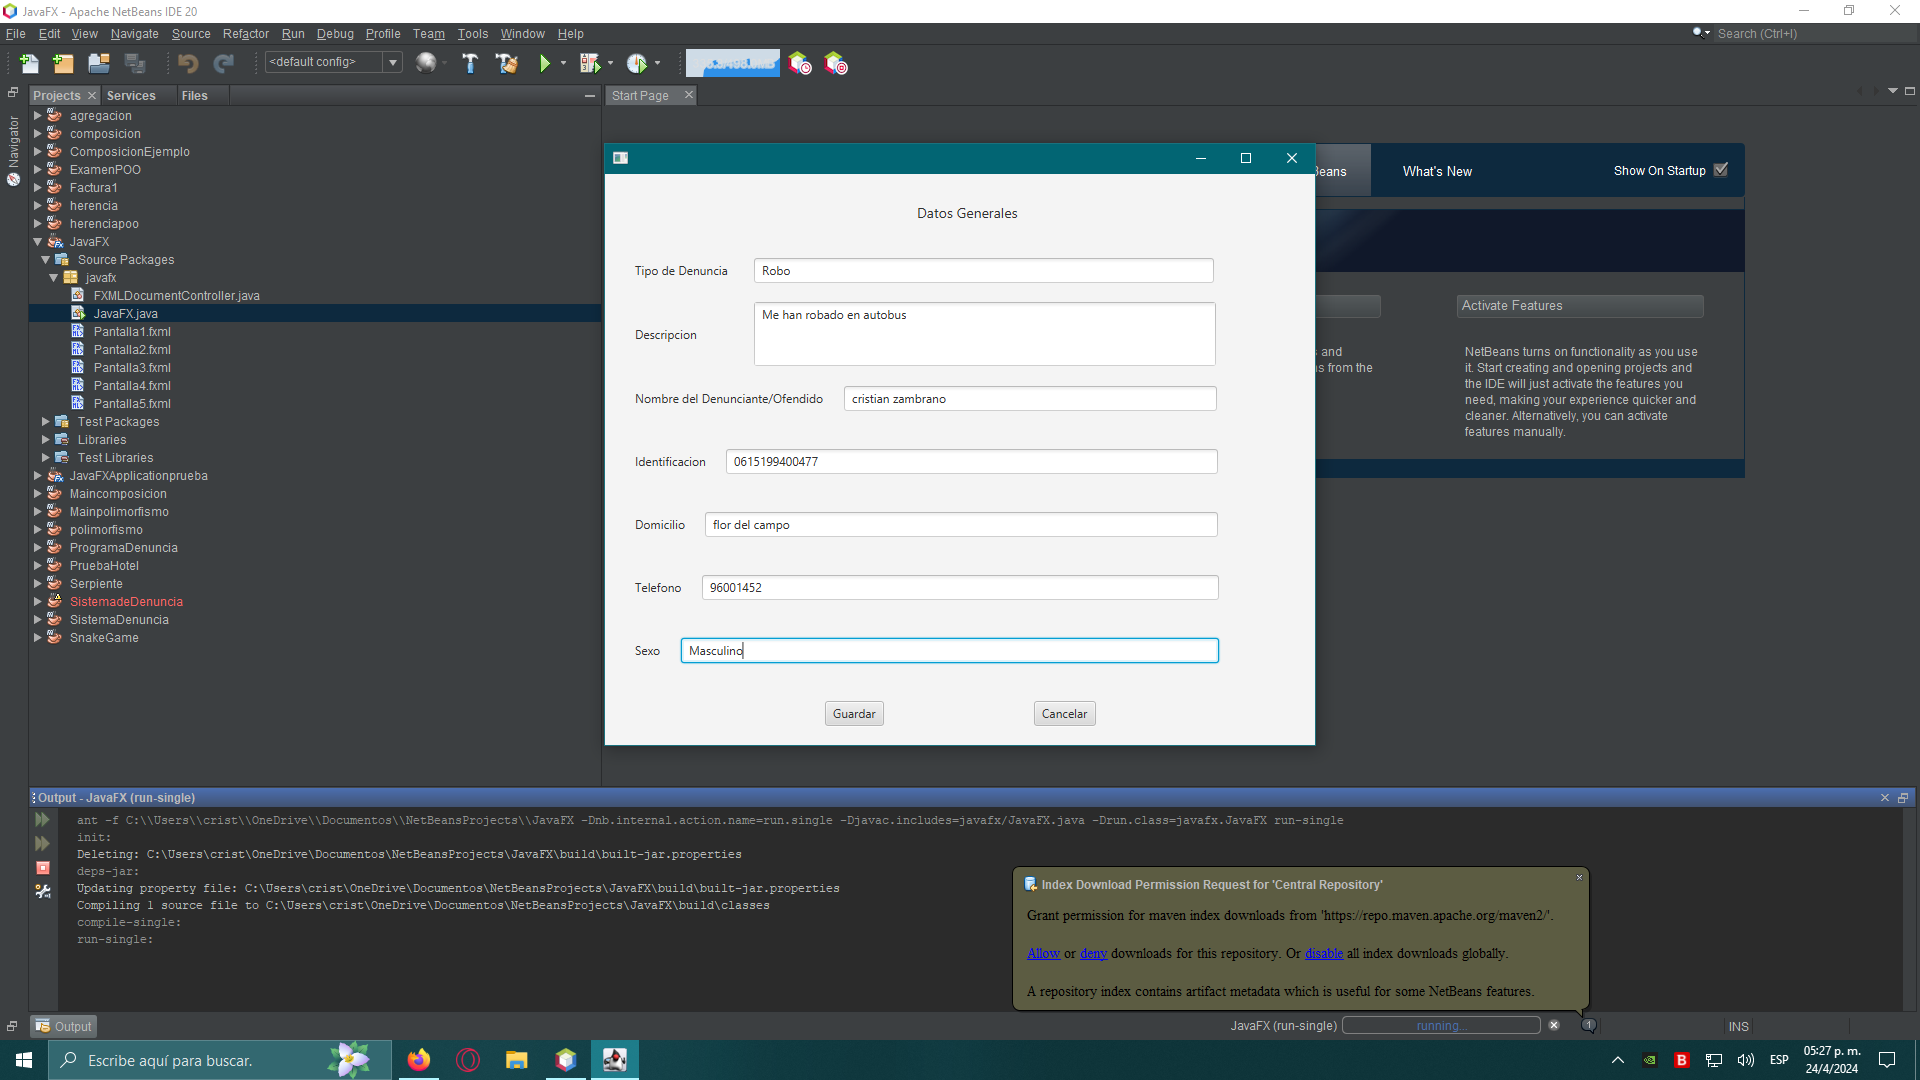 JavaFX - Apache NetBeans IDE 20
File Edit View Navigate Source Refactor Run Debug Profile Team Tools Window Help
Search (Ctrl+I)
<default config>
Projects Services Files
Start Page
Navigator
agregacion
composicion
ComposicionEjemplo
ExamenPOO
Factura1
herencia
herenciapoo
JavaFX
Source Packages
javafx
FXMLDocumentController.java
JavaFX.java
Pantalla1.fxml
Pantalla2.fxml
Pantalla3.fxml
Pantalla4.fxml
Pantalla5.fxml
Test Packages
Libraries
Test Libraries
JavaFXApplicationprueba
Maincomposicion
Mainpolimorfismo
polimorfismo
ProgramaDenuncia
PruebaHotel
Serpiente
SistemadeDenuncia
SistemaDenuncia
SnakeGame
Datos Generales
Tipo de Denuncia Robo
Descripcion Me han robado en autobus
Nombre del Denunciante/Ofendido cristian zambrano
Identificacion 0615199400477
Domicilio flor del campo
Telefono 96001452
Sexo Masculino
Guardar Cancelar
Beans What's New Show On Startup
Activate Features
and
s from the
NetBeans turns on functionality as you use
it. Start creating and opening projects and
the IDE will just activate the features you
need, making your experience quicker and
cleaner. Alternatively, you can activate
features manually.
Output - JavaFX (run-single)
ant -f C:\\Users\\crist\\OneDrive\\Documentos\\NetBeansProjects\\JavaFX -Dnb.internal.action.name=run.single -Djavac.includes=javafx/JavaFX.java -Drun.class=javafx.JavaFX run-single
init:
Deleting: C:\Users\crist\OneDrive\Documentos\NetBeansProjects\JavaFX\build\built-jar.properties
deps-jar:
Updating property file: C:\Users\crist\OneDrive\Documentos\NetBeansProjects\JavaFX\build\built-jar.properties
Compiling 1 source file to C:\Users\crist\OneDrive\Documentos\NetBeansProjects\JavaFX\build\classes
compile-single:
run-single:
Index Download Permission Request for 'Central Repository'
Grant permission for maven index downloads from 'https://repo.maven.apache.org/maven2/'.
Allow or deny downloads for this repository. Or disable all index downloads globally.
A repository index contains artifact metadata which is useful for some NetBeans features.
Output
JavaFX (run-single) running... 1 INS
Escribe aquí para buscar.
B ESP
05:27 p. m.
24/4/2024